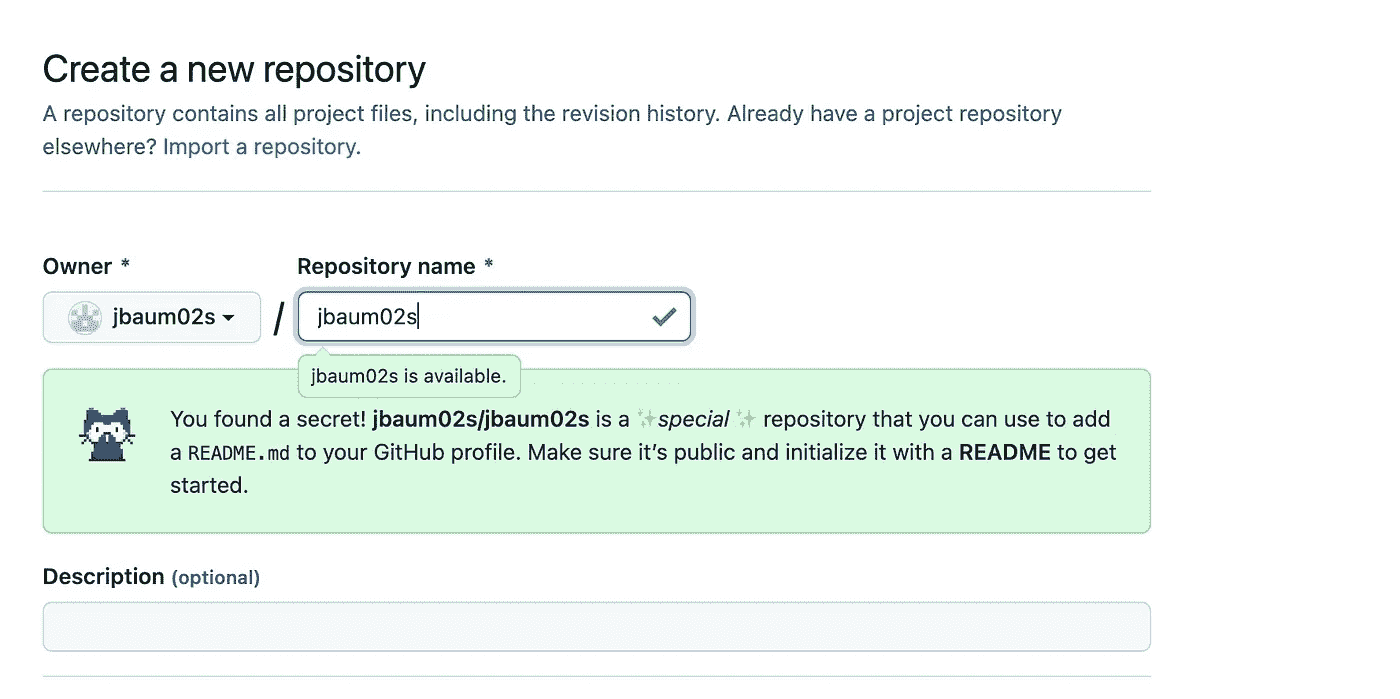 Create a new repository
A repository contains all project files, including the revision history. Already have a project repository
elsewhere? Import a repository.
Owner *
Repository name *
jbaum02s
/
jbaum02s
jbaum02s is available.
You found a secret! jbaum02s/jbaum02s is a ✨special✨ repository that you can use to add
a README.md to your GitHub profile. Make sure it’s public and initialize it with a README to get
started.
Description (optional)